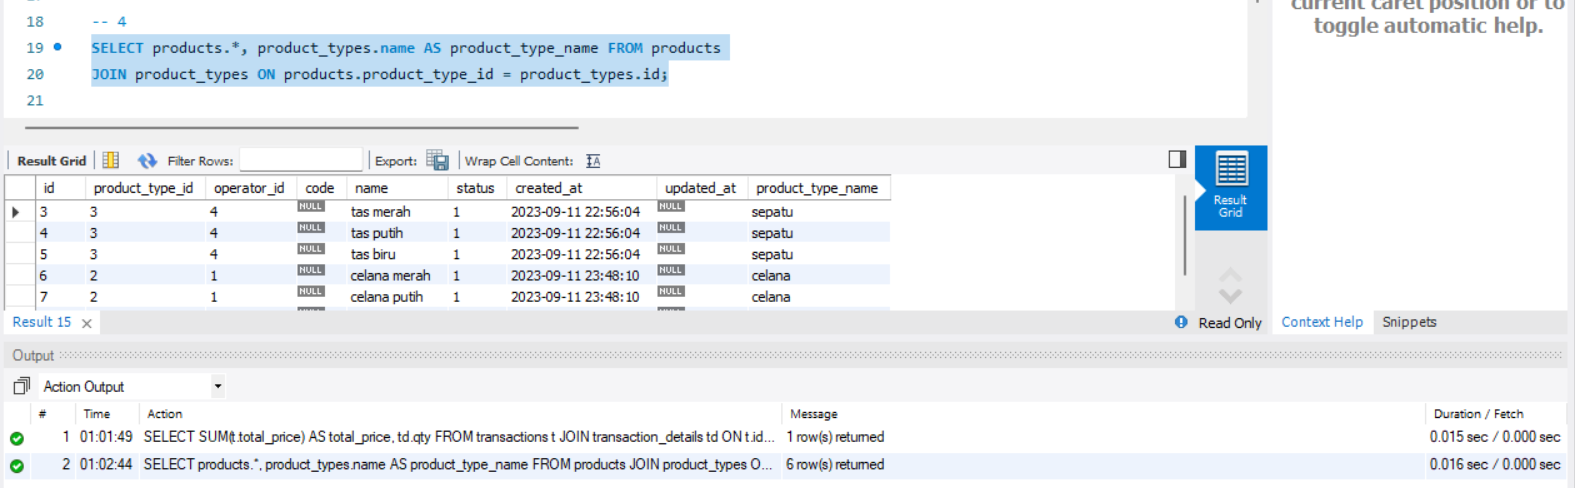 current caret position or to
toggle automatic help.
18 -- 4
19 SELECT products.*, product_types.name AS product_type_name FROM products
20 JOIN product_types ON products.product_type_id = product_types.id;
21
Result Grid Filter Rows: Export: Wrap Cell Content: IA
id product_type_id operator_id code name status created_at updated_at product_type_name
3 3 4 NULL tas merah 1 2023-09-11 22:56:04 NULL sepatu
4 3 4 NULL tas putih 1 2023-09-11 22:56:04 NULL sepatu
5 3 4 NULL tas biru 1 2023-09-11 22:56:04 NULL sepatu
6 2 1 NULL celana merah 1 2023-09-11 23:48:10 NULL celana
7 2 1 NULL celana putih 1 2023-09-11 23:48:10 NULL celana
Result
Grid
Result 15 Read Only Context Help Snippets
Output
Action Output
# Time Action Message Duration / Fetch
1 01:01:49 SELECT SUM(t.total_price) AS total_price, td.qty FROM transactions t JOIN transaction_details td ON t.id... 1 row(s) returned 0.015 sec / 0.000 sec
2 01:02:44 SELECT products.*, product_types.name AS product_type_name FROM products JOIN product_types O... 6 row(s) returned 0.016 sec / 0.000 sec